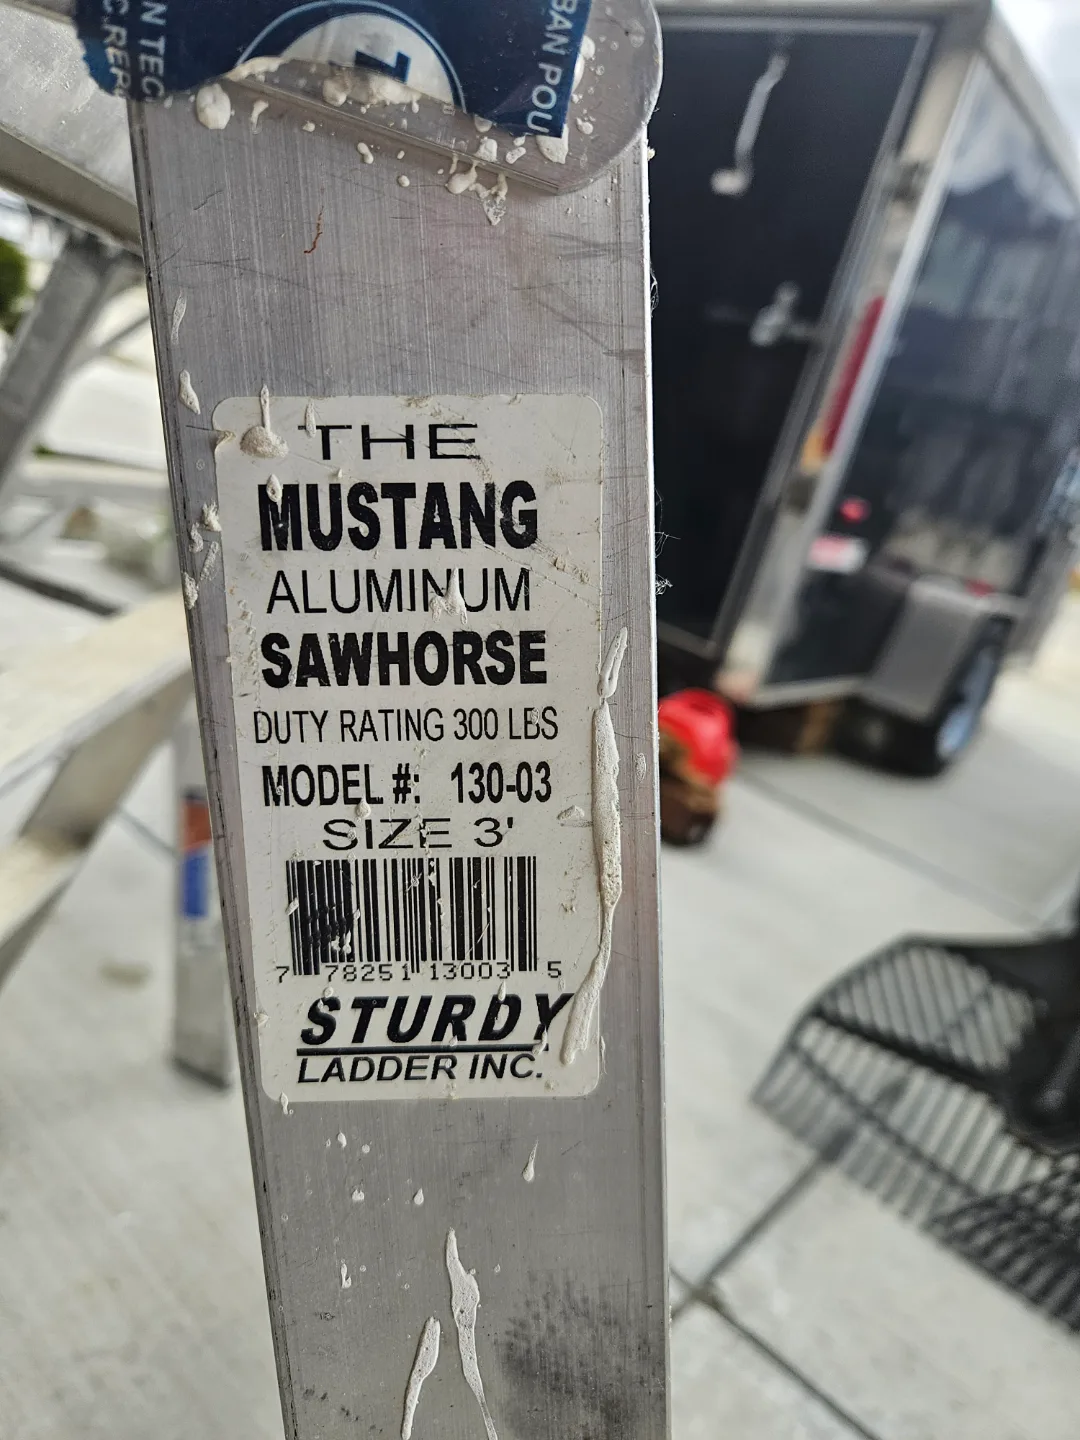 THE
MUSTANG
ALUMINUM
SAWHORSE
DUTY RATING 300 LBS
MODEL #: 130-03
SIZE 3'
7 78251 13003 5
STURDY
LADDER INC.